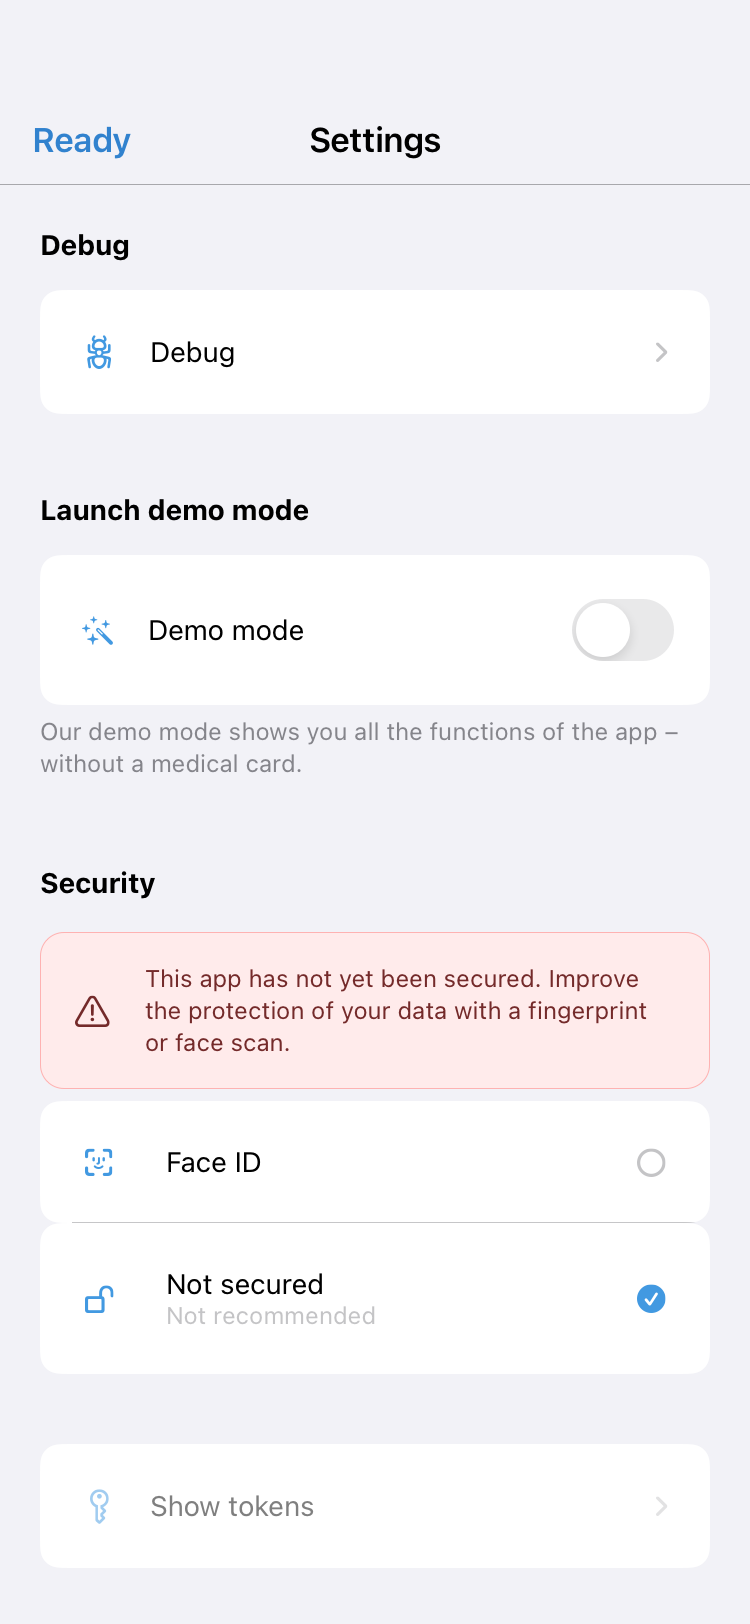 Ready
Settings
Debug
Debug
Launch demo mode
Demo mode
Our demo mode shows you all the functions of the app –
without a medical card.
Security
This app has not yet been secured. Improve
the protection of your data with a fingerprint
or face scan.
Face ID
Not secured
Not recommended
Show tokens